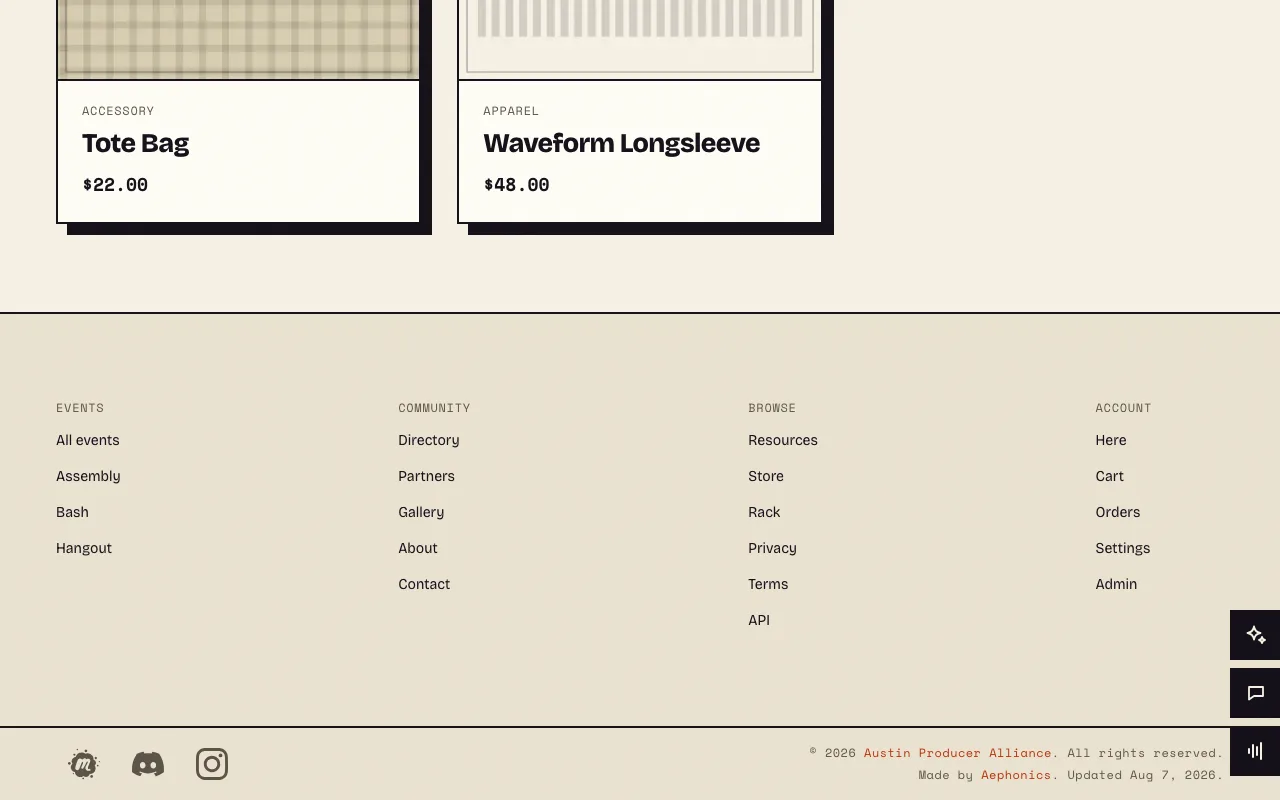 ACCESSORY
Tote Bag
$22.00
APPAREL
Waveform Longsleeve
$48.00
EVENTS
All events
Assembly
Bash
Hangout
COMMUNITY
Directory
Partners
Gallery
About
Contact
BROWSE
Resources
Store
Rack
Privacy
Terms
API
ACCOUNT
Here
Cart
Orders
Settings
Admin
© 2026 Austin Producer Alliance. All rights reserved.
Made by Aephonics. Updated Aug 7, 2026.